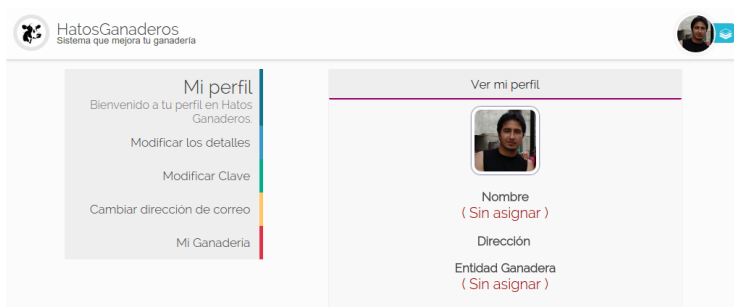 HatosGanaderos
Sistema que mejora tu ganadería
Mi perfil
Bienvenido a tu perfil en Hatos
Ganaderos.
Modificar los detalles
Modificar Clave
Cambiar dirección de correo
Mi Ganaderia
Ver mi perfil
Nombre
( Sin asignar )
Dirección
Entidad Ganadera
( Sin asignar )